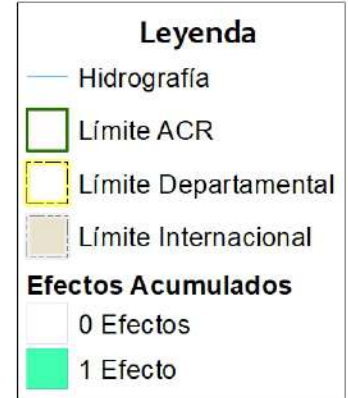 Leyenda
Hidrografía
Límite ACR
Límite Departamental
Límite Internacional
Efectos Acumulados
0 Efectos
1 Efecto